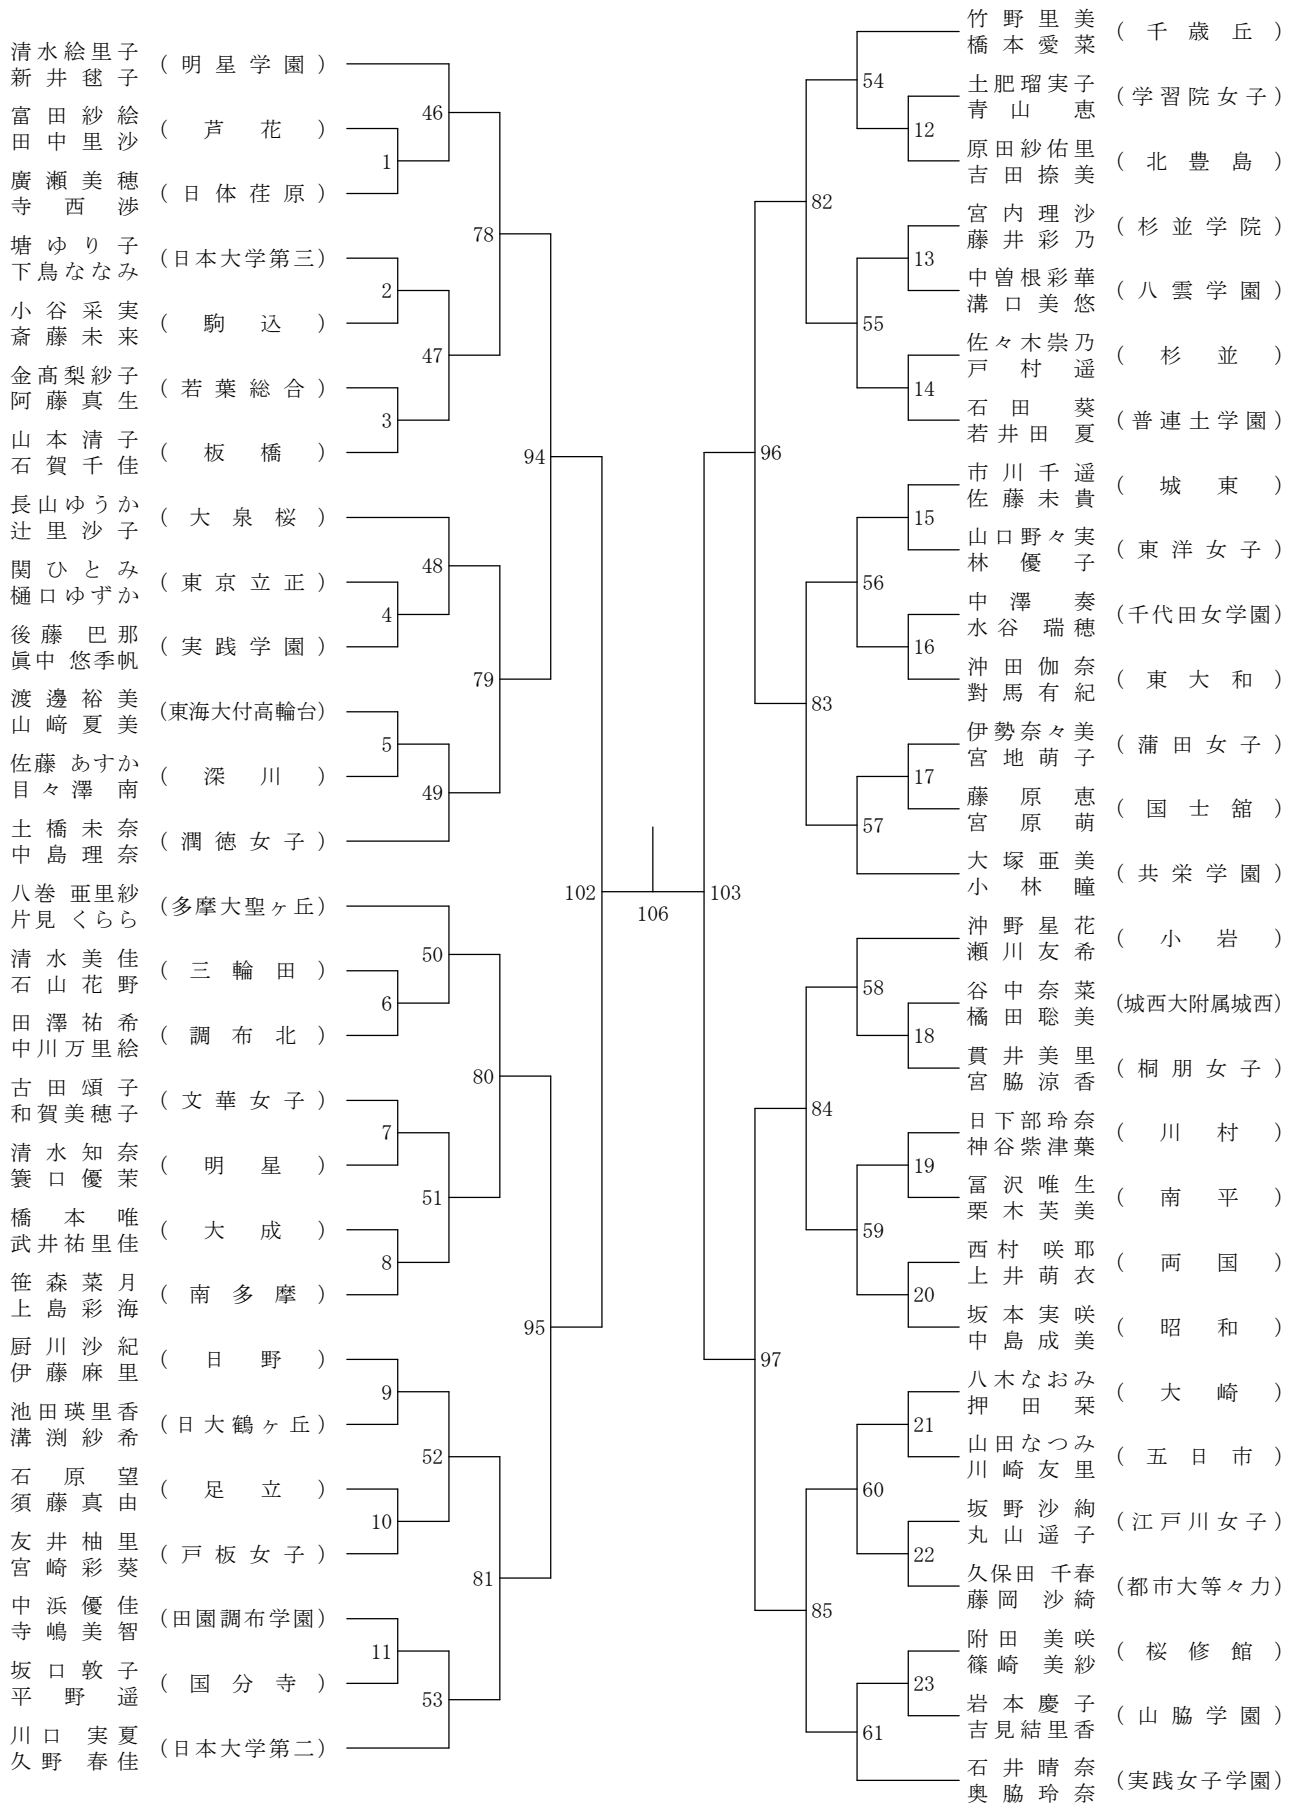 清水絵里子
新井毬子
(明星学園)
富田紗絵
田中里沙
(芦花)
廣瀬美穂
寺西渉
(日体荏原)
塘ゆり子
下鳥ななみ
(日本大学第三)
小谷采実
斎藤未来
(駒込)
金髙梨紗子
阿藤真生
(若葉総合)
山本清子
石賀千佳
(板橋)
長山ゆうか
辻里沙子
(大泉桜)
関ひとみ
樋口ゆずか
(東京立正)
後藤 巴那
眞中 悠季帆
(実践学園)
渡邊裕美
山﨑夏美
(東海大付高輪台)
佐藤 あすか
目々澤 南
(深川)
土橋未奈
中島理奈
(潤徳女子)
八巻 亜里紗
片見 くらら
(多摩大聖ヶ丘)
清水美佳
石山花野
(三輪田)
田澤祐希
中川万里絵
(調布北)
古田頌子
和賀美穂子
(文華女子)
清水知奈
簑口優茉
(明星)
橋本唯
武井祐里佳
(大成)
笹森菜月
上島彩海
(南多摩)
厨川沙紀
伊藤麻里
(日野)
池田瑛里香
溝渕紗希
(日大鶴ヶ丘)
石原望
須藤真由
(足立)
友井柚里
宮崎彩葵
(戸板女子)
中浜優佳
寺嶋美智
(田園調布学園)
坂口敦子
平野遥
(国分寺)
川口 実夏
久野 春佳
(日本大学第二)
1
2
3
4
5
6
7
8
9
10
11
46
47
48
49
50
51
52
53
78
79
80
81
94
95
102
106
103
96
97
82
83
84
85
54
55
56
57
58
59
60
61
12
13
14
15
16
17
18
19
20
21
22
23
竹野里美
橋本愛菜
(千歳丘)
土肥瑠実子
青山恵
(学習院女子)
原田紗佑里
吉田捺美
(北豊島)
宮内理沙
藤井彩乃
(杉並学院)
中曽根彩華
溝口美悠
(八雲学園)
佐々木崇乃
戸村遥
(杉並)
石田葵
若井田 夏
(普連土学園)
市川千遥
佐藤未貴
(城東)
山口野々実
林優子
(東洋女子)
中澤奏
水谷 瑞穂
(千代田女学園)
沖田伽奈
對馬有紀
(東大和)
伊勢奈々美
宮地萌子
(蒲田女子)
藤原恵
宮原萌
(国士舘)
大塚亜美
小林瞳
(共栄学園)
沖野星花
瀬川友希
(小岩)
谷中奈菜
橘田聡美
(城西大附属城西)
貫井美里
宮脇涼香
(桐朋女子)
日下部玲奈
神谷紫津葉
(川村)
冨沢唯生
栗木芙美
(南平)
西村 咲耶
上井萌衣
(両国)
坂本実咲
中島成美
(昭和)
八木なおみ
押田栞
(大崎)
山田なつみ
川崎友里
(五日市)
坂野沙絢
丸山遥子
(江戸川女子)
久保田 千春
藤岡 沙綺
(都市大等々力)
附田 美咲
篠崎 美紗
(桜修館)
岩本慶子
吉見結里香
(山脇学園)
石井晴奈
奥脇玲奈
(実践女子学園)